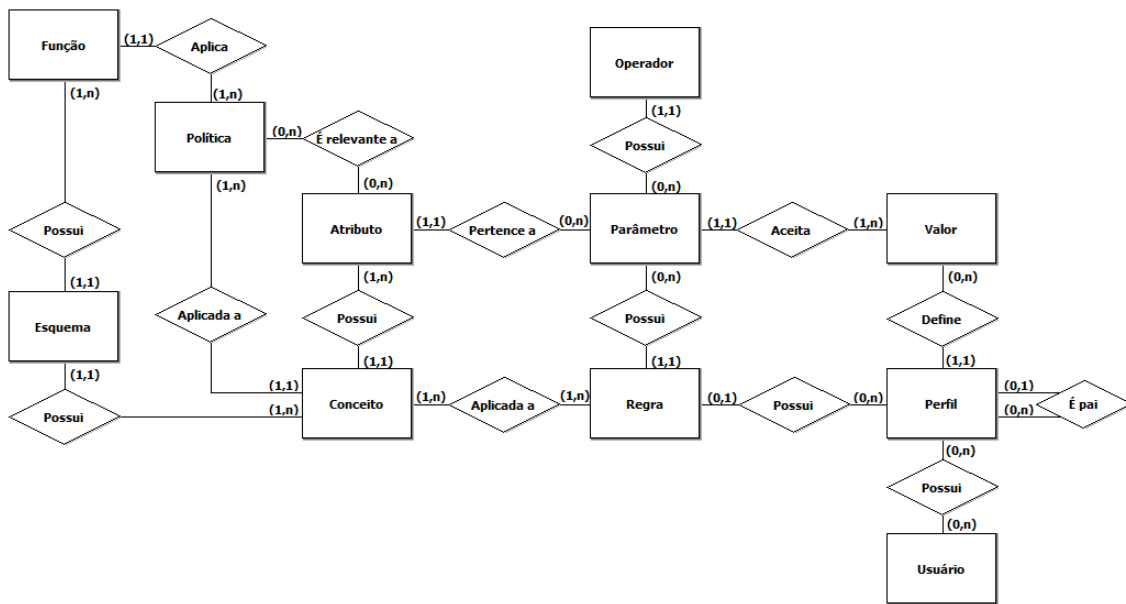 Função
(1,1)
Aplica
(1,n)
(1,n)
Operador
(1,1)
Possui
(0,n)
Política
(0,n)
É relevante a
(1,n)
(0,n)
Atributo
(1,1)
Pertence a
(0,n)
Parâmetro
(1,1)
Aceita
(1,n)
Valor
Possui
(1,1)
(1,n)
(0,n)
(0,n)
Esquema
Aplicada a
Possui
Possui
Define
(1,1)
(1,1)
(1,1)
(1,1)
(1,1)
Possui
(1,n)
Conceito
(1,n)
Aplicada a
(1,n)
Regra
(0,1)
Possui
(0,n)
Perfil
(0,1)
(0,n)
É pai
(0,n)
Possui
(0,n)
Usuário